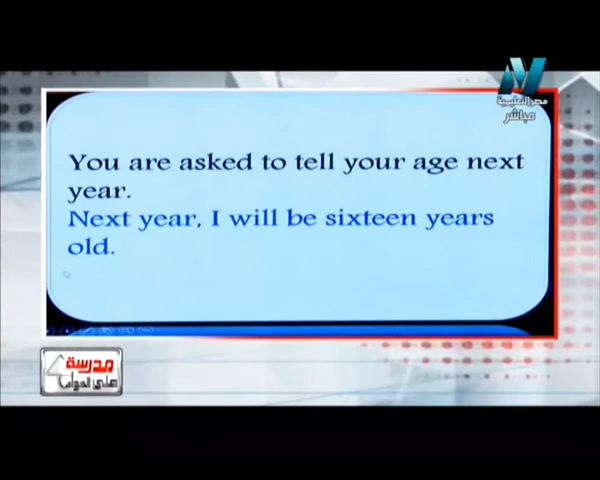 مصر التعليمية
مباشر
You are asked to tell your age next
year.
Next year, I will be sixteen years
old.
مدرسة
على الهواء